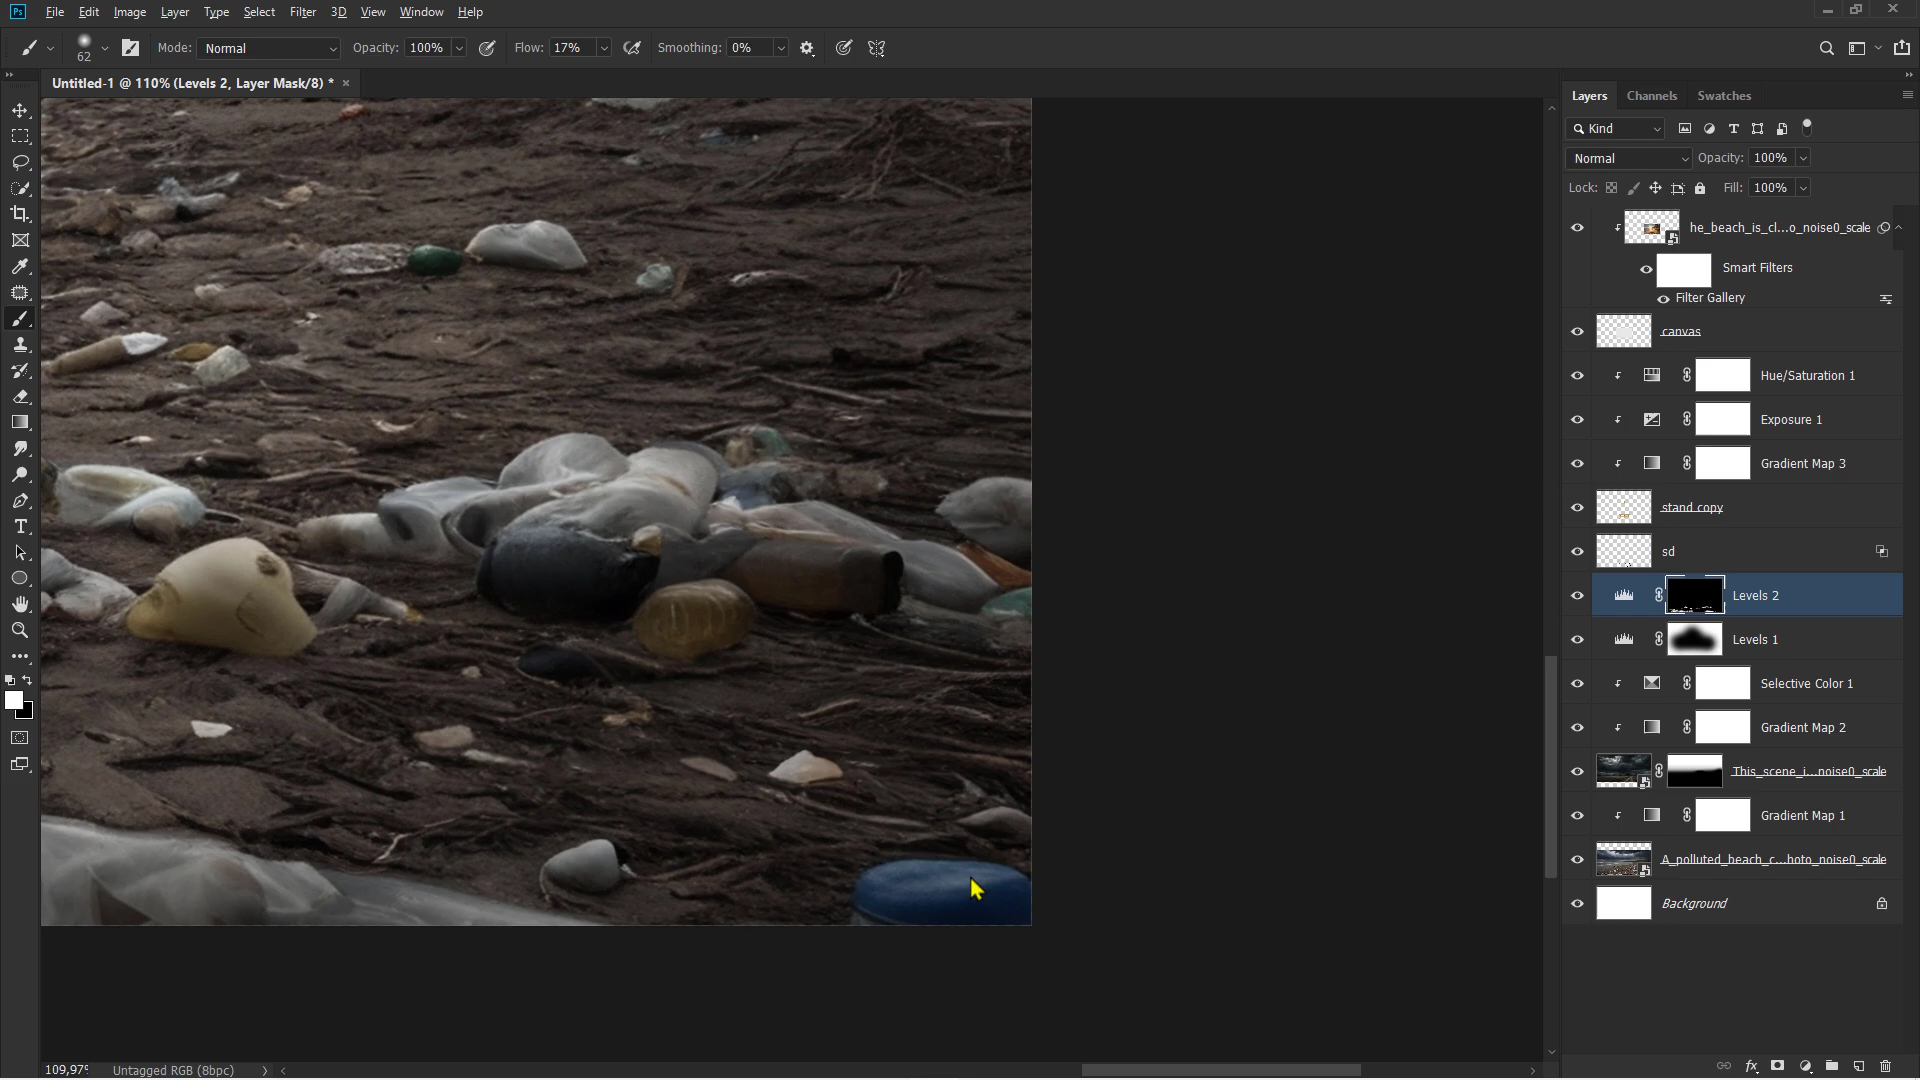 Ps File Edit Image Layer Type Select Filter 3D View Window Help
62 Mode: Normal Opacity: 100% Flow: 17% Smoothing: 0%
Untitled-1 @ 110% (Levels 2, Layer Mask/8) * ×
Layers Channels Swatches
Kind
Normal Opacity: 100%
Lock: Fill: 100%
he_beach_is_cl...o_noise0_scale
Smart Filters
Filter Gallery
canvas
Hue/Saturation 1
Exposure 1
Gradient Map 3
stand copy
sd
Levels 2
Levels 1
Selective Color 1
Gradient Map 2
This_scene_i...noise0_scale
Gradient Map 1
A_polluted_beach_c...hoto_noise0_scale
Background
109,97% Untagged RGB (8bpc)